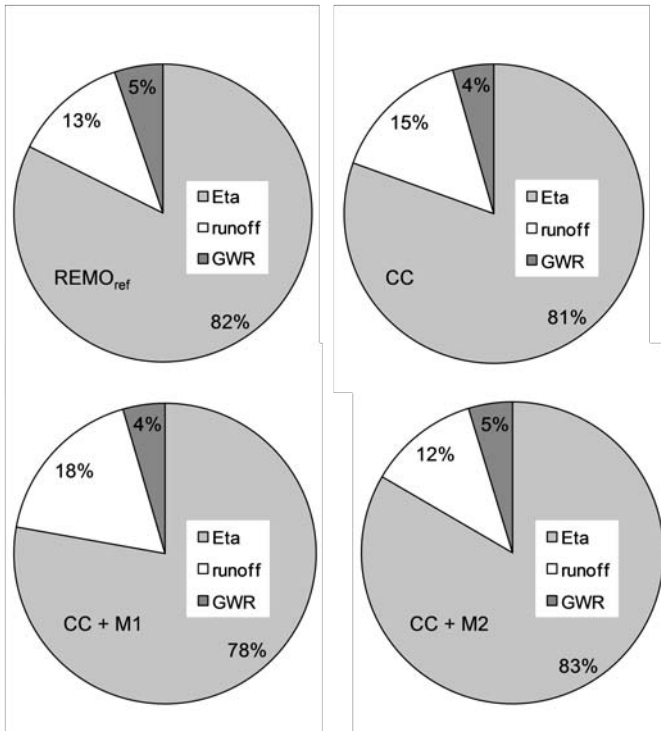 5%
13%
Eta
runoff
GWR
REMOref
82%
4%
15%
Eta
runoff
GWR
CC
81%
4%
18%
Eta
runoff
GWR
CC + M1
78%
5%
12%
Eta
runoff
GWR
CC + M2
83%